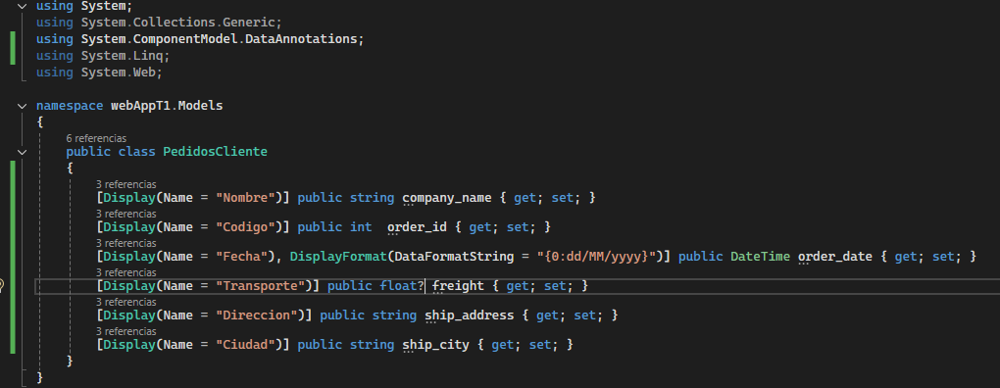 using System;
using System.Collections.Generic;
using System.ComponentModel.DataAnnotations;
using System.Linq;
using System.Web;
namespace webAppT1.Models
{
6 referencias
public class PedidosCliente
{
3 referencias
[Display(Name = "Nombre")] public string company_name { get; set; }
3 referencias
[Display(Name = "Codigo")] public int  order_id { get; set; }
3 referencias
[Display(Name = "Fecha"), DisplayFormat(DataFormatString = "{0:dd/MM/yyyy}")] public DateTime order_date { get; set; }
3 referencias
[Display(Name = "Transporte")] public float? freight { get; set; }
3 referencias
[Display(Name = "Direccion")] public string ship_address { get; set; }
3 referencias
[Display(Name = "Ciudad")] public string ship_city { get; set; }
}
}